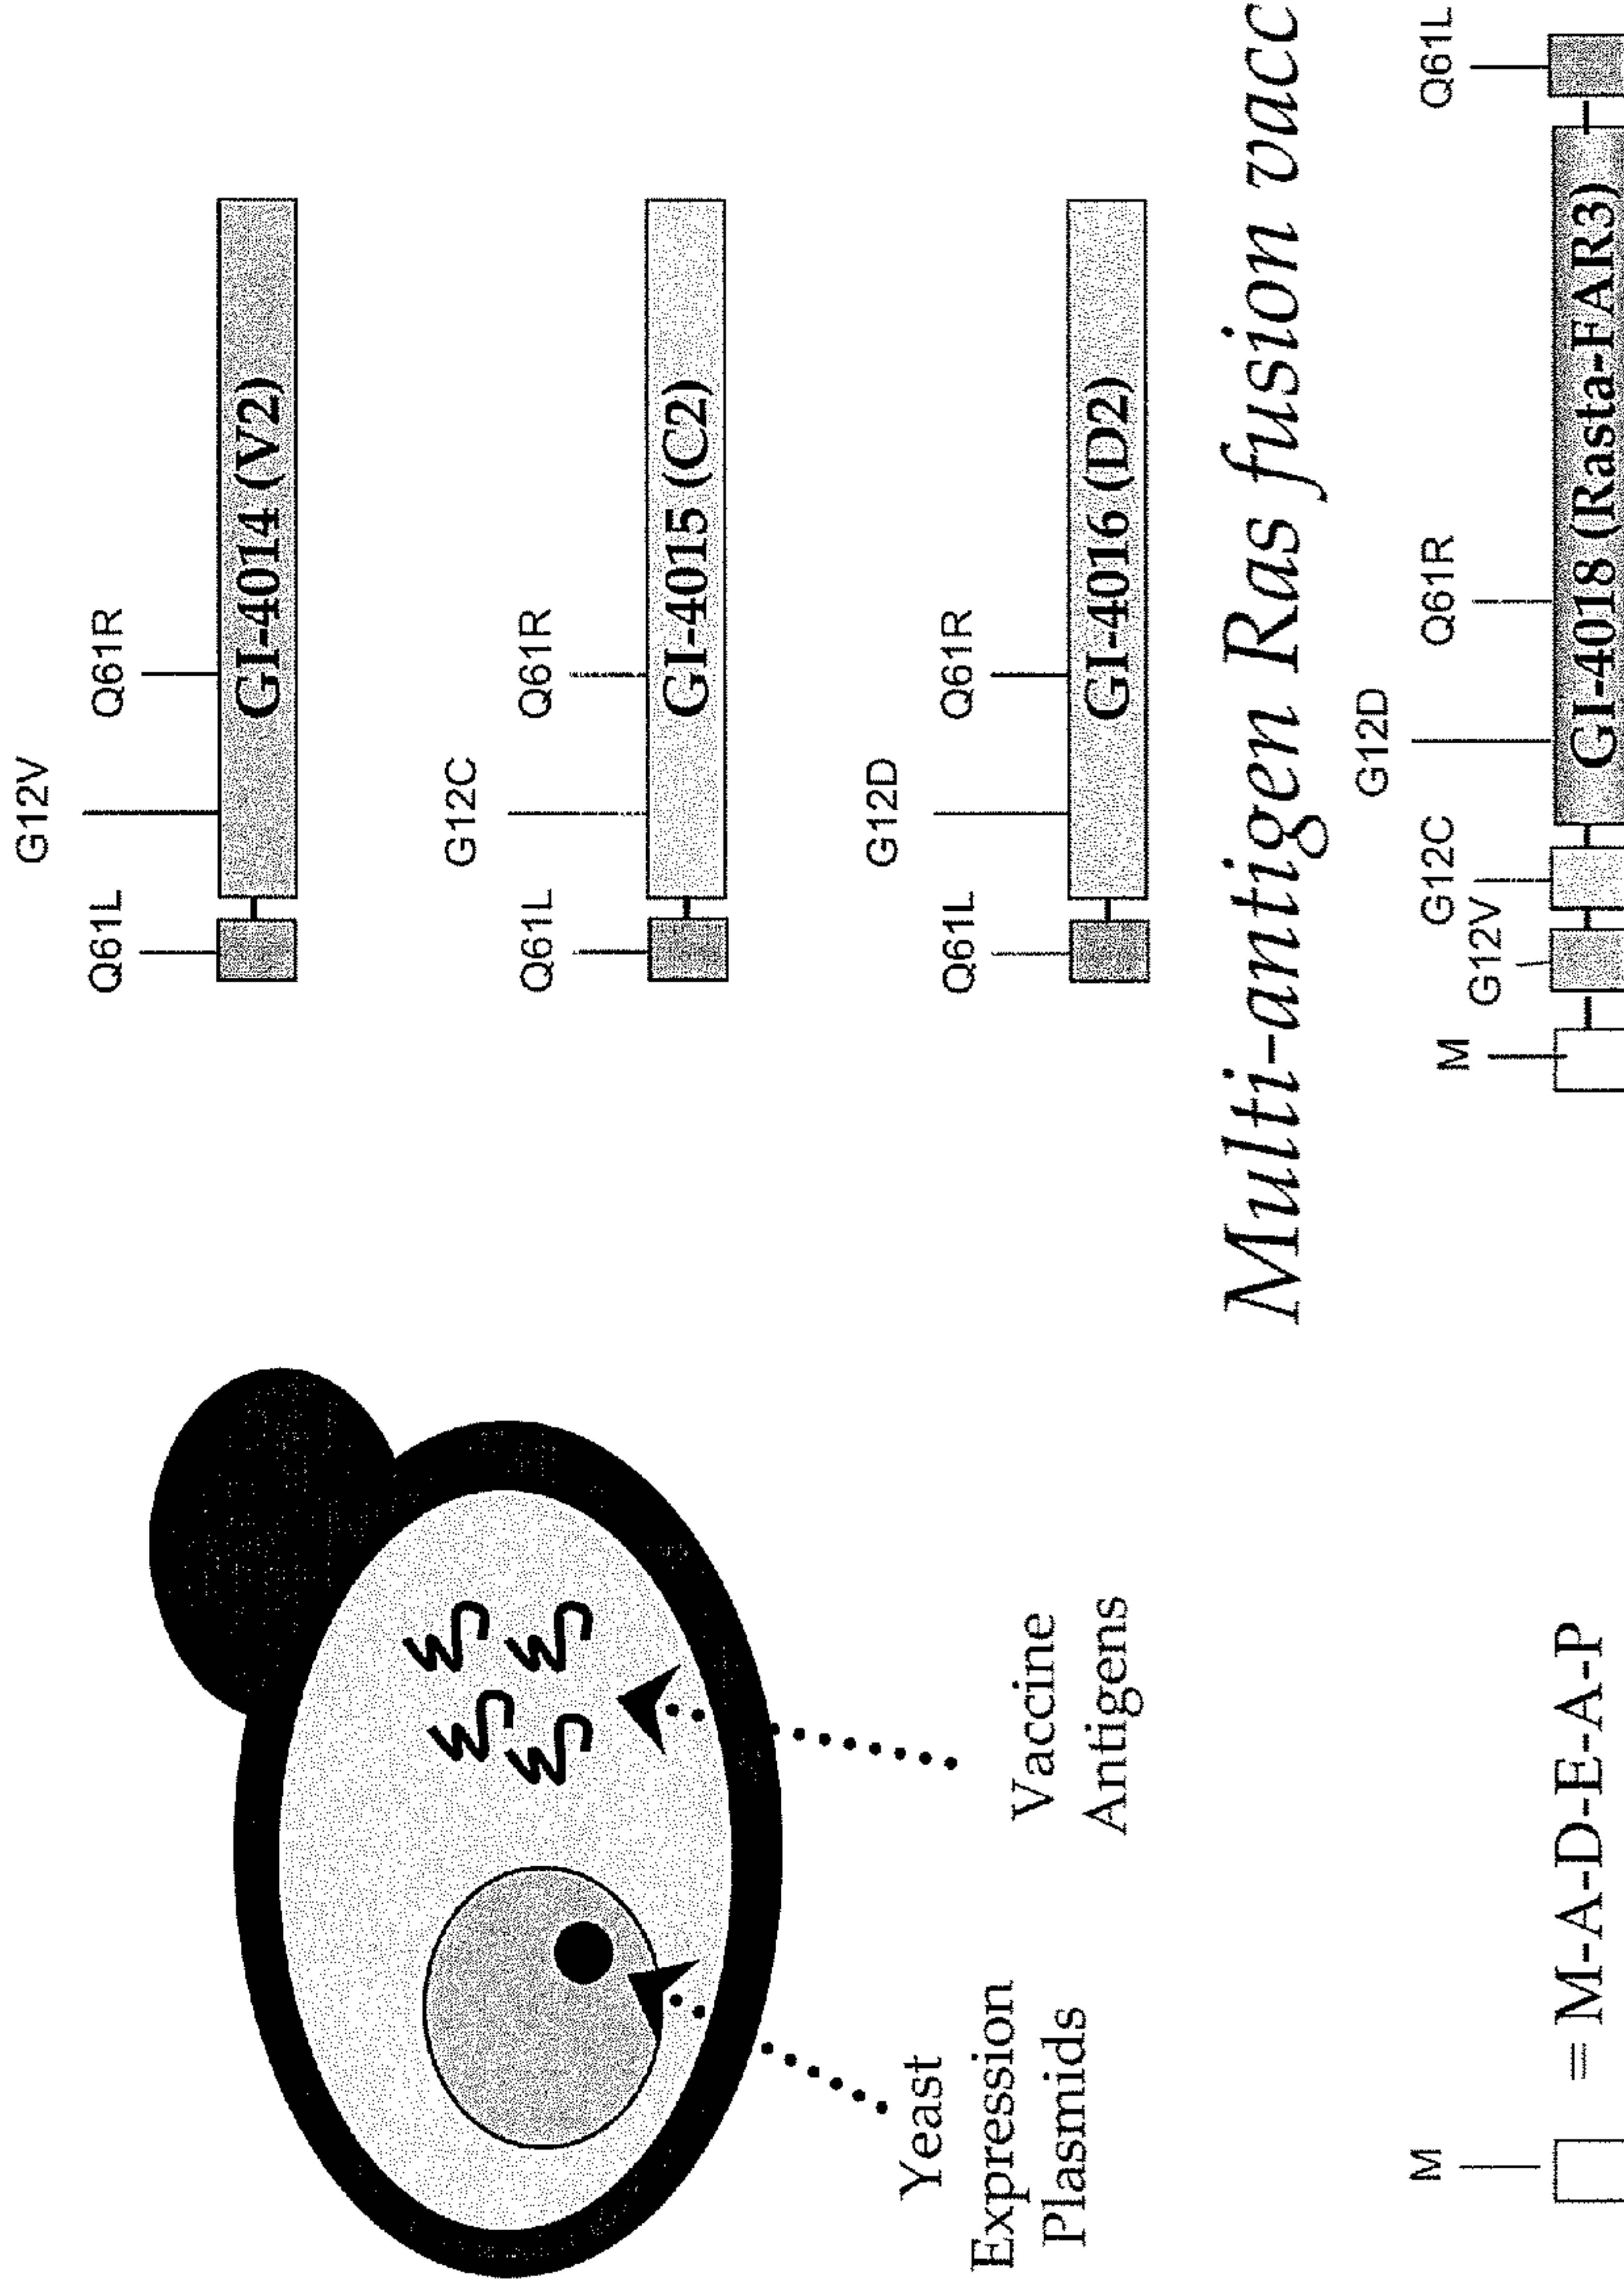 Q61L
G12V
Q61R
GI-4014 (V2)
Q61L
G12C
Q61R
GI-4015 (C2)
Q61L
G12D
Q61R
GI-4016 (D2)
Yeast
Expression
Plasmids
Vaccine
Antigens
Multi-antigen Ras fusion vacc
M
G12V
G12C
G12D
Q61R
Q61L
GI-4018 (Rasta-FAR3)
M
= M-A-D-E-A-P